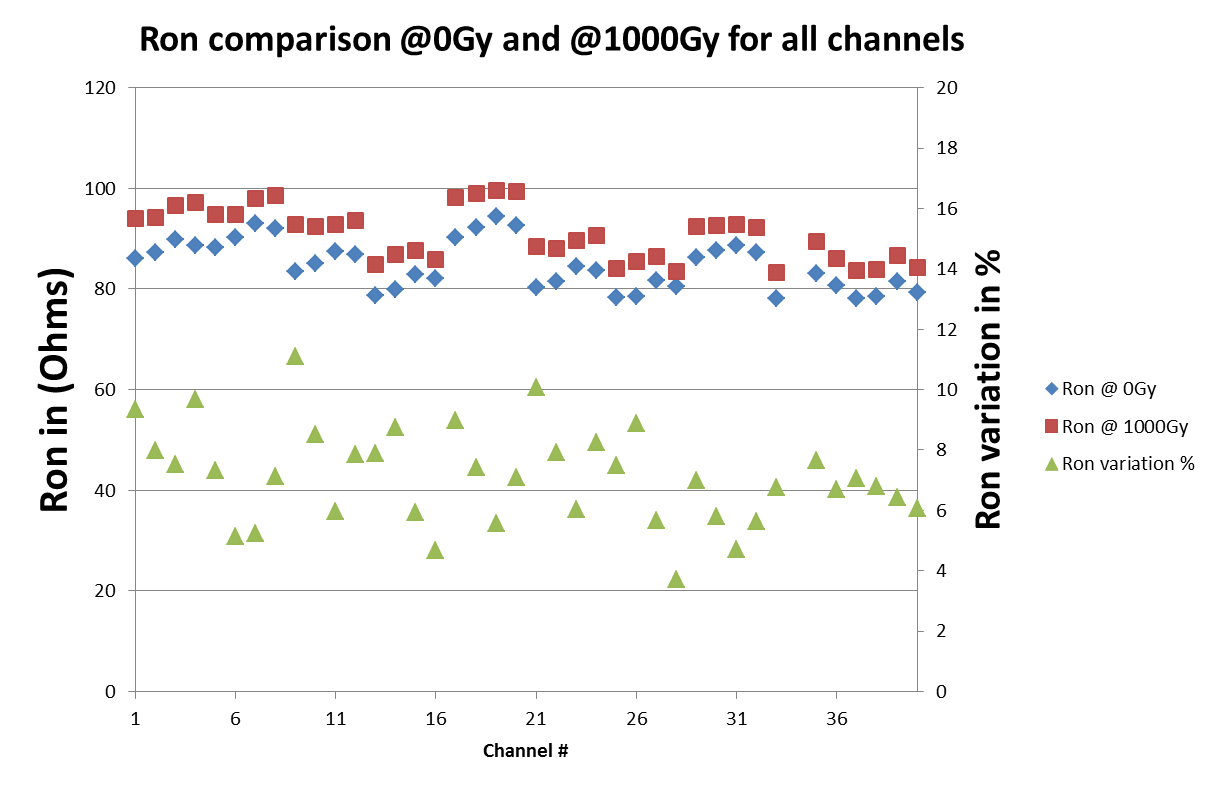 Ron comparison @0Gy and @1000Gy for all channels
Ron in (Ohms)
120
100
80
60
40
20
0
20
18
16
14
12
10
8
6
4
2
0
Ron variation in %
1 6 11 16 21 26 31 36
Channel #
Ron @ 0Gy
Ron @ 1000Gy
Ron variation %